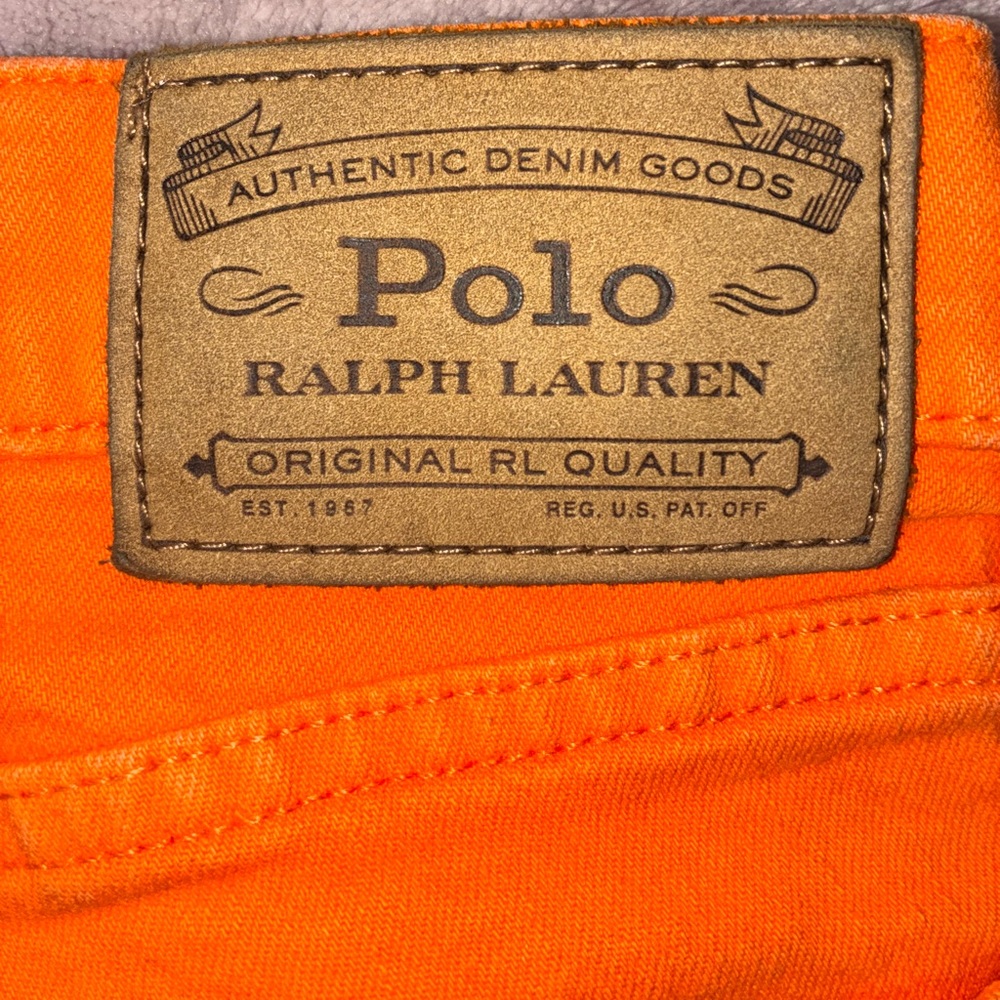 AUTHENTIC DENIM GOODS
Polo
RALPH LAUREN
ORIGINAL RL QUALITY
EST. 1967 REG. U.S. PAT. OFF